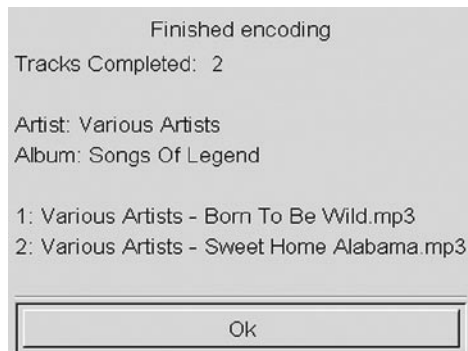 Finished encoding
Tracks Completed: 2
Artist: Various Artists
Album: Songs Of Legend
1: Various Artists - Born To Be Wild.mp3
2: Various Artists - Sweet Home Alabama.mp3
Ok